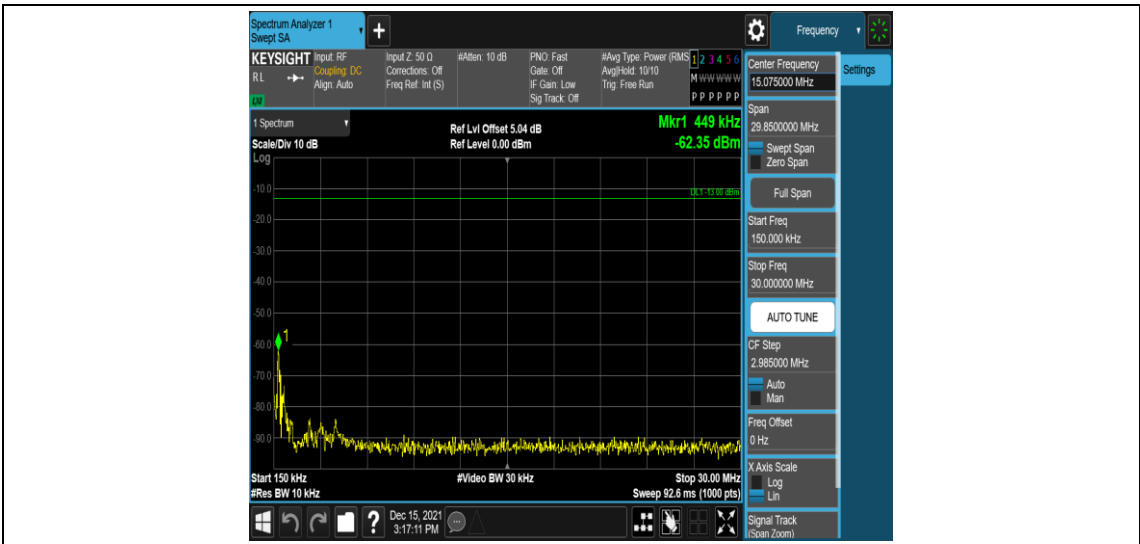 Spectrum Analyzer 1
Swept SA
+
Frequency
KEYSIGHT
RL
LXI
Input: RF
Coupling: DC
Align: Auto
Input Z: 50 Ω
Corrections: Off
Freq Ref: Int (S)
#Atten: 10 dB
PNO: Fast
Gate: Off
IF Gain: Low
Sig Track: Off
#Avg Type: Power (RMS
Avg|Hold: 10/10
Trig: Free Run
1 2 3 4 5 6
M W W W W W
P P P P P P
1 Spectrum
Scale/Div 10 dB
Log
Ref Lvl Offset 5.04 dB
Ref Level 0.00 dBm
Mkr1 449 kHz
-62.35 dBm
DL1 -13.00 dBm
-10.0
-20.0
-30.0
-40.0
-50.0
-60.0
-70.0
-80.0
-90.0
1
Start 150 kHz
#Res BW 10 kHz
#Video BW 30 kHz
Stop 30.00 MHz
Sweep 92.6 ms (1000 pts)
?
Dec 15, 2021
3:17:11 PM
Center Frequency
15.075000 MHz
Settings
Span
29.8500000 MHz
Swept Span
Zero Span
Full Span
Start Freq
150.000 kHz
Stop Freq
30.000000 MHz
AUTO TUNE
CF Step
2.985000 MHz
Auto
Man
Freq Offset
0 Hz
X Axis Scale
Log
Lin
Signal Track
(Span Zoom)